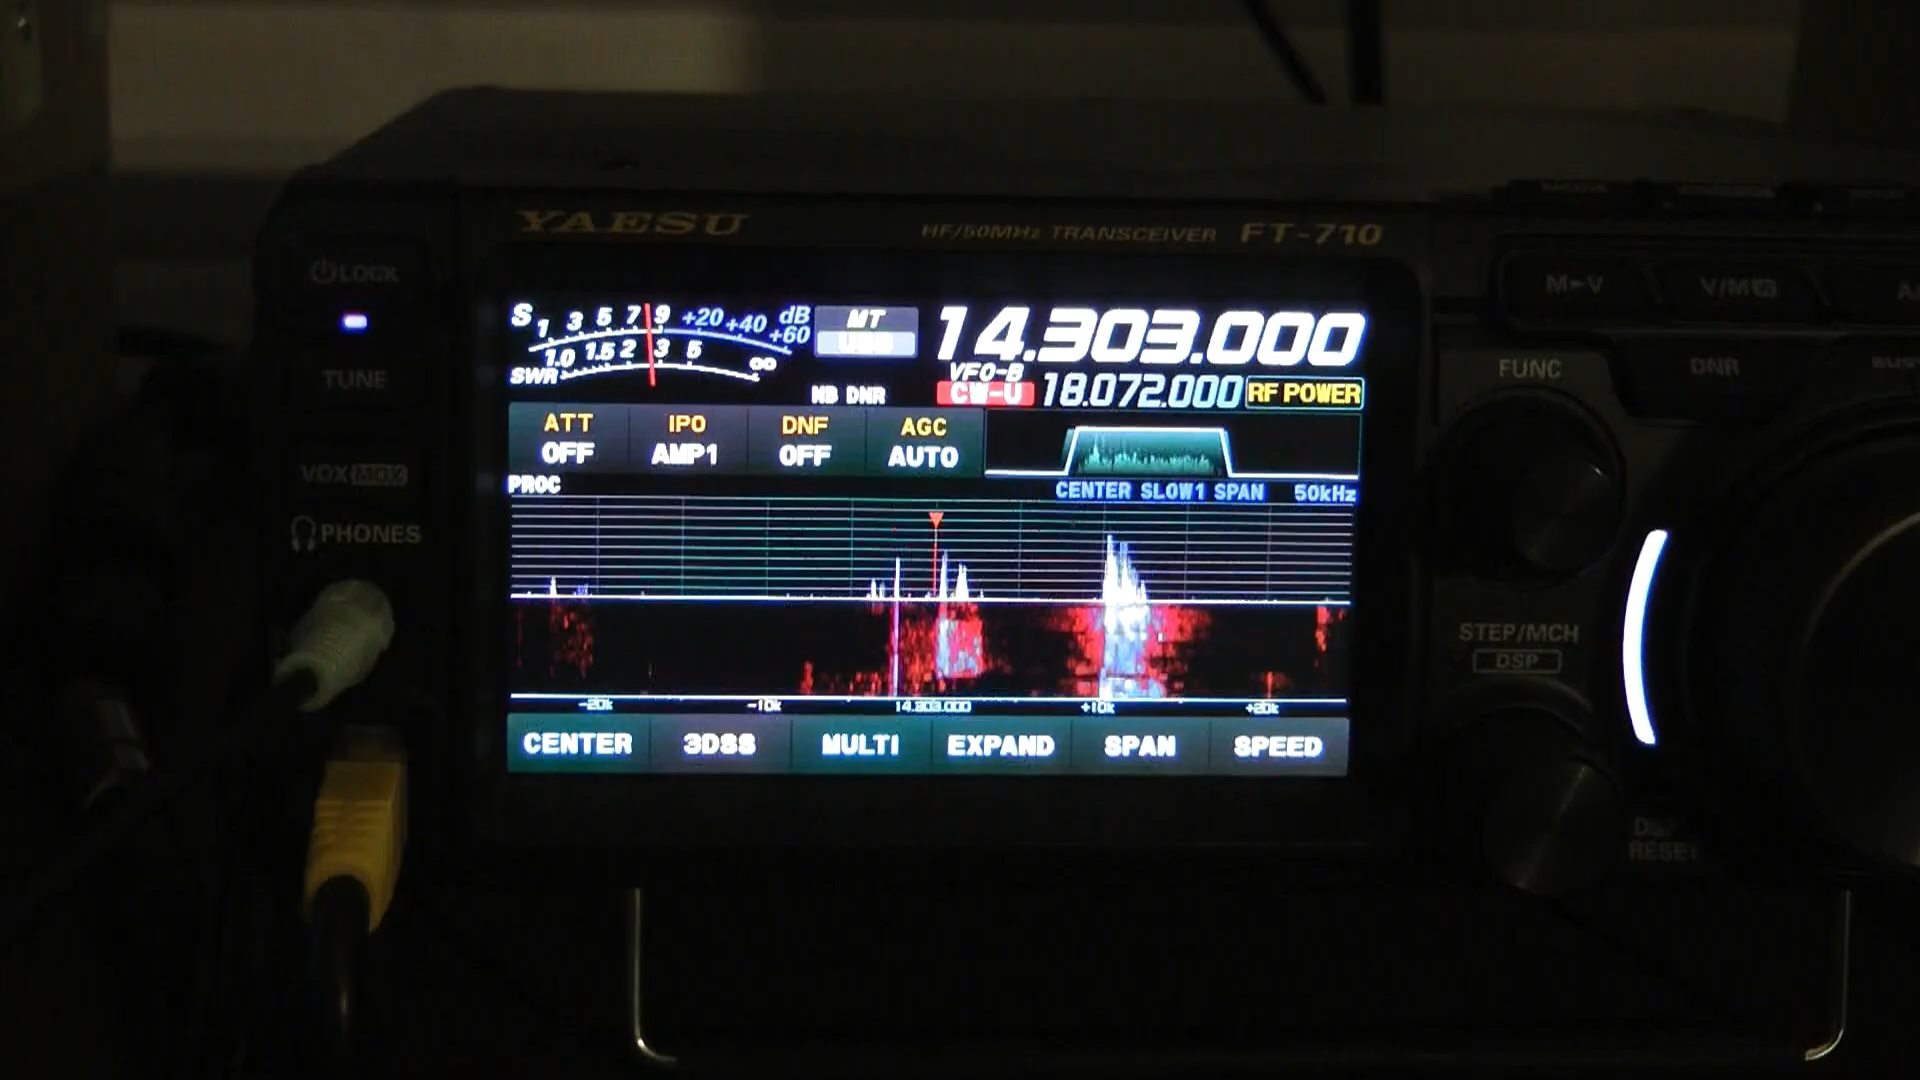 YAESU HF/50MHz TRANSCEIVER FT-710
LOCK
TUNE
VOX MOX
PHONES
S 1 3 5 7 9 +20 +40 +60 dB
1.0 1.5 2 3 5 ∞
SWR
MT
14.303.000
VFO-B
NB DNR
CW-U 18.072.000 RF POWER
ATT IPO DNF AGC
OFF AMP1 OFF AUTO
PROC
CENTER SLOW1 SPAN 50kHz
-20k -10k 14.303.000 +10k +20k
CENTER 3DSS MULTI EXPAND SPAN SPEED
M►V V/M
FUNC
DNR
STEP/MCH
DSP
RESET